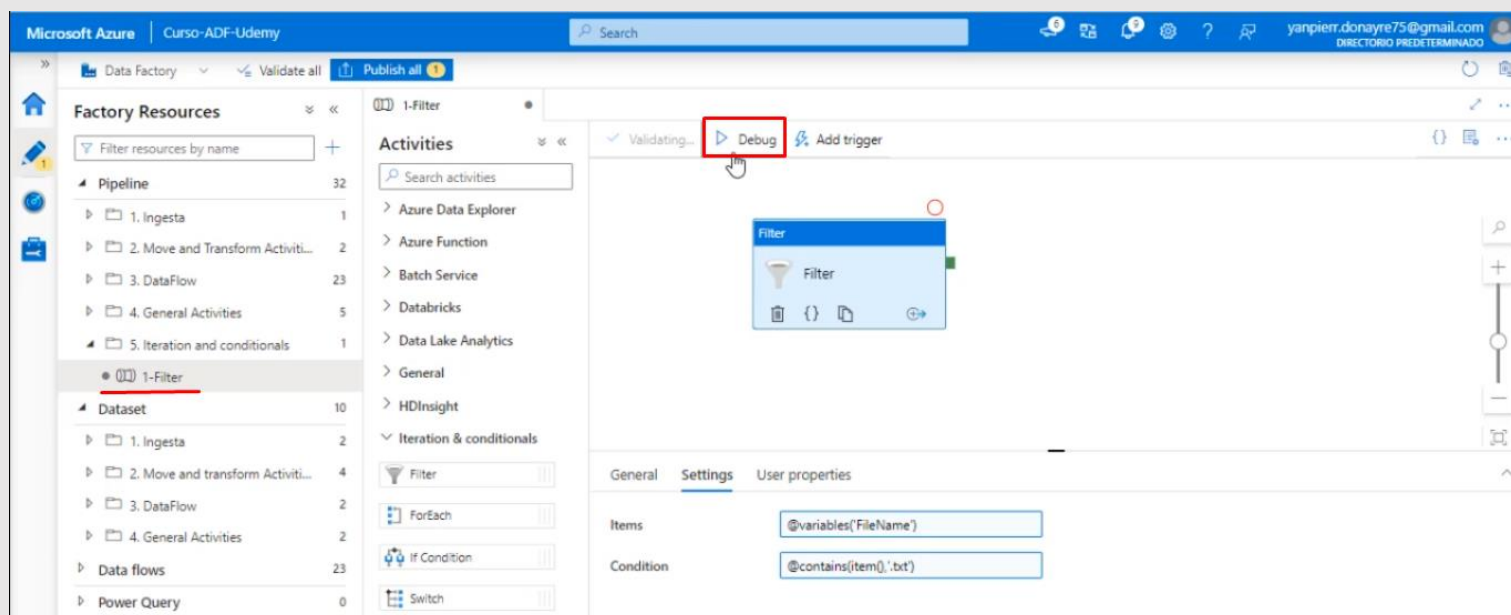 Microsoft Azure
Curso-ADF-Udemy
Search
6
9
?
yanpierr.donayre75@gmail.com
DIRECTORIO PREDETERMINADO
Data Factory
Validate all
Publish all 1
1
Factory Resources
Filter resources by name
Pipeline 32
1. Ingesta 1
2. Move and Transform Activiti... 2
3. DataFlow 23
4. General Activities 5
5. Iteration and conditionals 1
1-Filter
Dataset 10
1. Ingesta 2
2. Move and transform Activiti... 4
3. DataFlow 2
4. General Activities 2
Data flows 23
Power Query 0
1-Filter
Activities
Search activities
Azure Data Explorer
Azure Function
Batch Service
Databricks
Data Lake Analytics
General
HDInsight
Iteration & conditionals
Filter
ForEach
If Condition
Switch
Validating...
Debug
Add trigger
{}
Filter
Filter
{}
General
Settings
User properties
Items
@variables('FileName')
Condition
@contains(item(),'.txt')